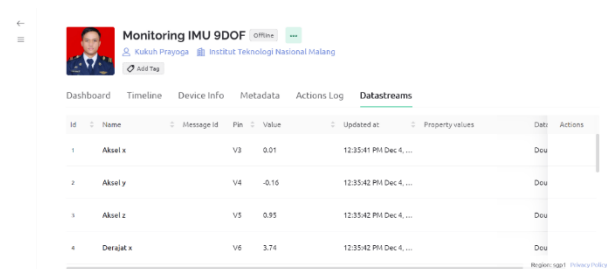 Monitoring IMU 9DOF Offline ...
Kukuh Prayoga Institut Teknologi Nasional Malang
Add Tag
Dashboard Timeline Device Info Metadata Actions Log Datastreams
Id Name Message Id Pin Value Updated at Property values Data Actions
1 Aksel x V3 0.01 12:35:41 PM Dec 4, ... Dou
2 Aksel y V4 -0.16 12:35:42 PM Dec 4, ... Dou
3 Aksel z V5 0.95 12:35:42 PM Dec 4, ... Dou
4 Derajat x V6 3.74 12:35:42 PM Dec 4, ... Dou
Region: sgp1 Privacy Policy